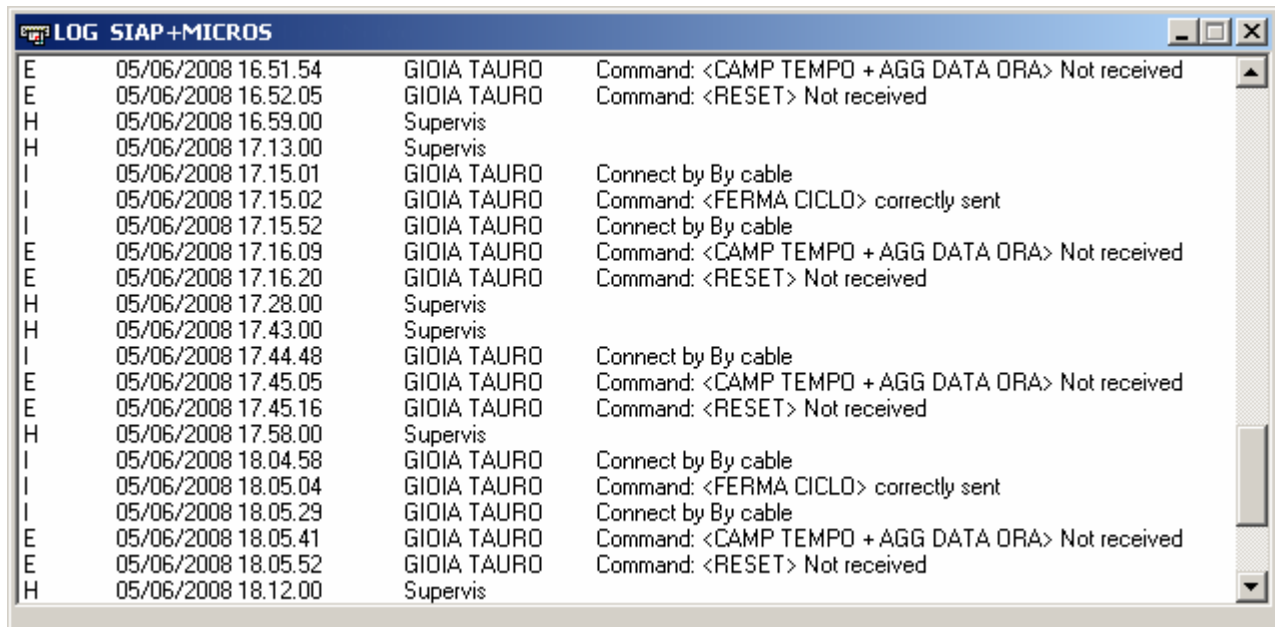 LOG SIAP+MICROS
E 05/06/2008 16.51.54 GIOIA TAURO Command: <CAMP TEMPO + AGG DATA ORA> Not received
E 05/06/2008 16.52.05 GIOIA TAURO Command: <RESET> Not received
H 05/06/2008 16.59.00 Supervis
H 05/06/2008 17.13.00 Supervis
I 05/06/2008 17.15.01 GIOIA TAURO Connect by By cable
I 05/06/2008 17.15.02 GIOIA TAURO Command: <FERMA CICLO> correctly sent
I 05/06/2008 17.15.52 GIOIA TAURO Connect by By cable
E 05/06/2008 17.16.09 GIOIA TAURO Command: <CAMP TEMPO + AGG DATA ORA> Not received
E 05/06/2008 17.16.20 GIOIA TAURO Command: <RESET> Not received
H 05/06/2008 17.28.00 Supervis
H 05/06/2008 17.43.00 Supervis
I 05/06/2008 17.44.48 GIOIA TAURO Connect by By cable
E 05/06/2008 17.45.05 GIOIA TAURO Command: <CAMP TEMPO + AGG DATA ORA> Not received
E 05/06/2008 17.45.16 GIOIA TAURO Command: <RESET> Not received
H 05/06/2008 17.58.00 Supervis
I 05/06/2008 18.04.58 GIOIA TAURO Connect by By cable
I 05/06/2008 18.05.04 GIOIA TAURO Command: <FERMA CICLO> correctly sent
I 05/06/2008 18.05.29 GIOIA TAURO Connect by By cable
E 05/06/2008 18.05.41 GIOIA TAURO Command: <CAMP TEMPO + AGG DATA ORA> Not received
E 05/06/2008 18.05.52 GIOIA TAURO Command: <RESET> Not received
H 05/06/2008 18.12.00 Supervis